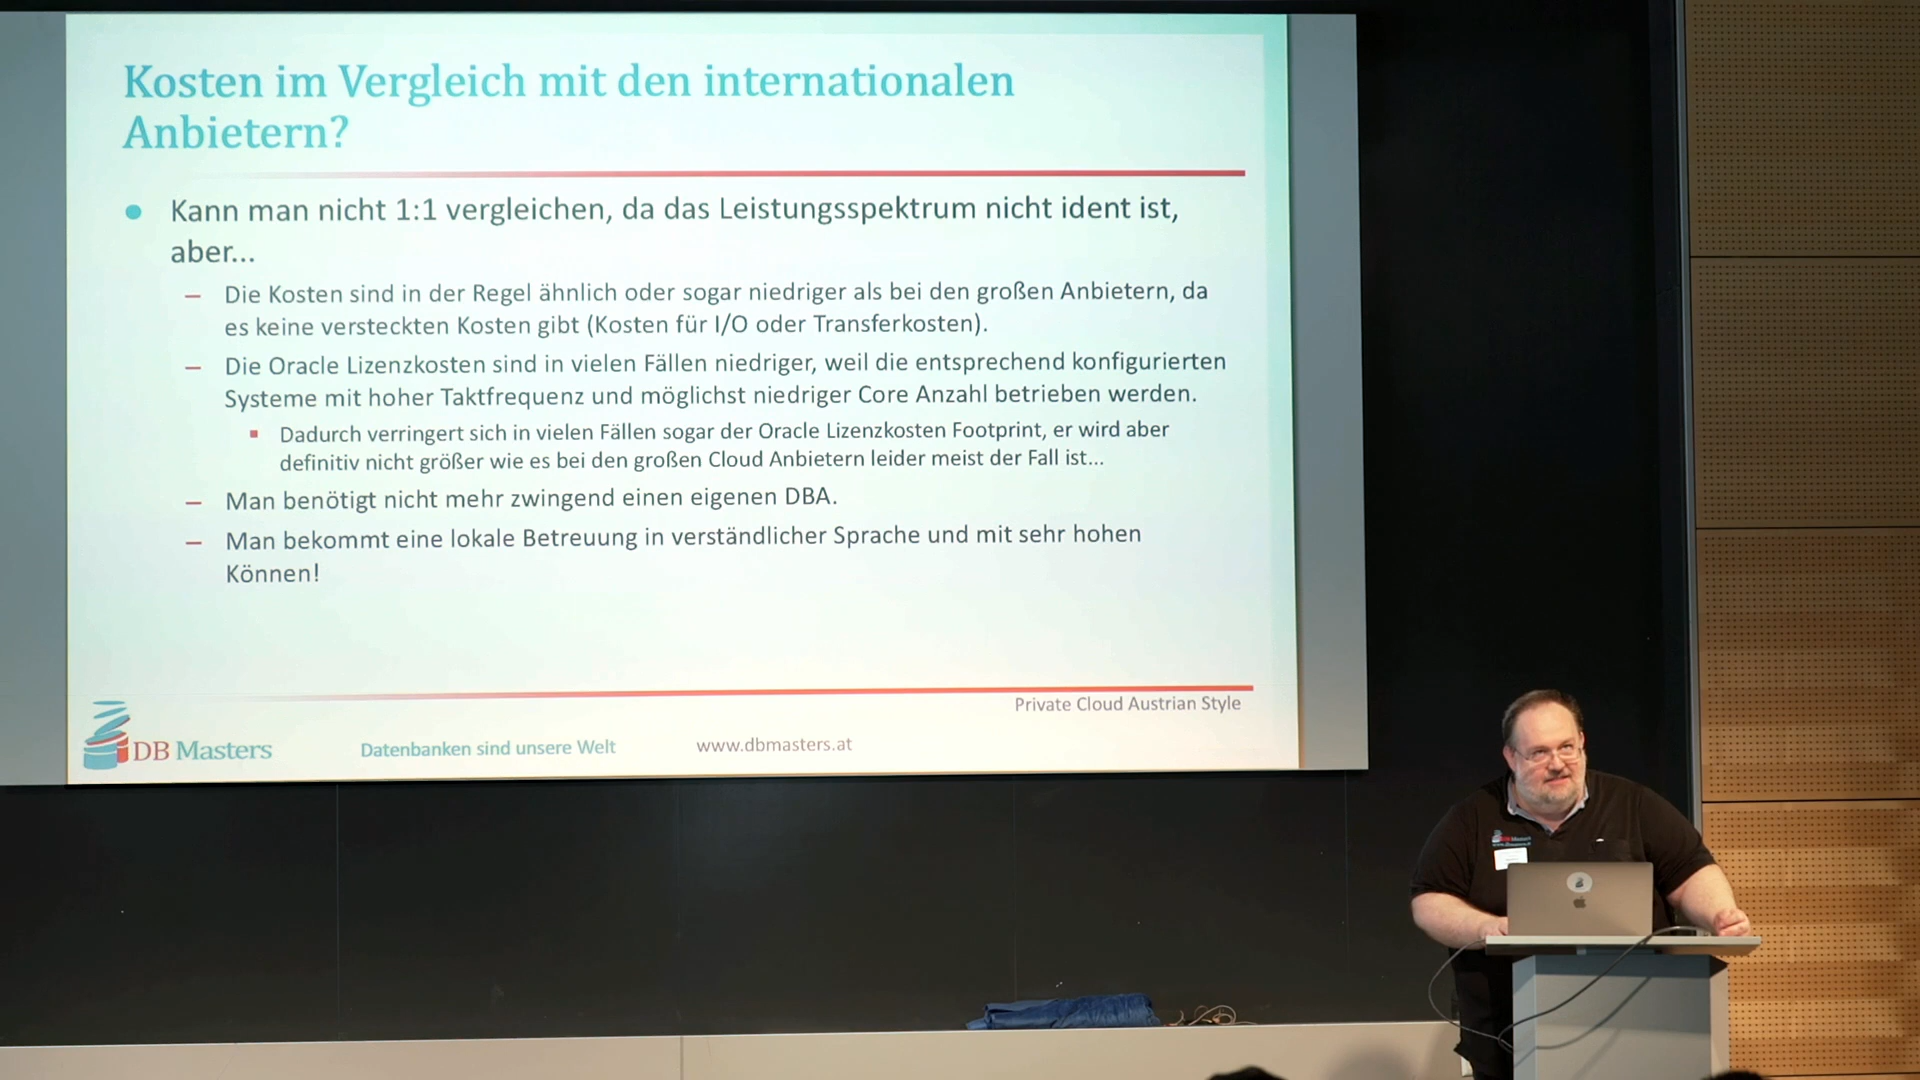 Kosten im Vergleich mit den internationalen
Anbietern?
● Kann man nicht 1:1 vergleichen, da das Leistungsspektrum nicht ident ist,
aber...
– Die Kosten sind in der Regel ähnlich oder sogar niedriger als bei den großen Anbietern, da
es keine versteckten Kosten gibt (Kosten für I/O oder Transferkosten).
– Die Oracle Lizenzkosten sind in vielen Fällen niedriger, weil die entsprechend konfigurierten
Systeme mit hoher Taktfrequenz und möglichst niedriger Core Anzahl betrieben werden.
▪ Dadurch verringert sich in vielen Fällen sogar der Oracle Lizenzkosten Footprint, er wird aber
definitiv nicht größer wie es bei den großen Cloud Anbietern leider meist der Fall ist...
– Man benötigt nicht mehr zwingend einen eigenen DBA.
– Man bekommt eine lokale Betreuung in verständlicher Sprache und mit sehr hohen
Können!
Private Cloud Austrian Style
DB Masters
Datenbanken sind unsere Welt
www.dbmasters.at
DB Masters